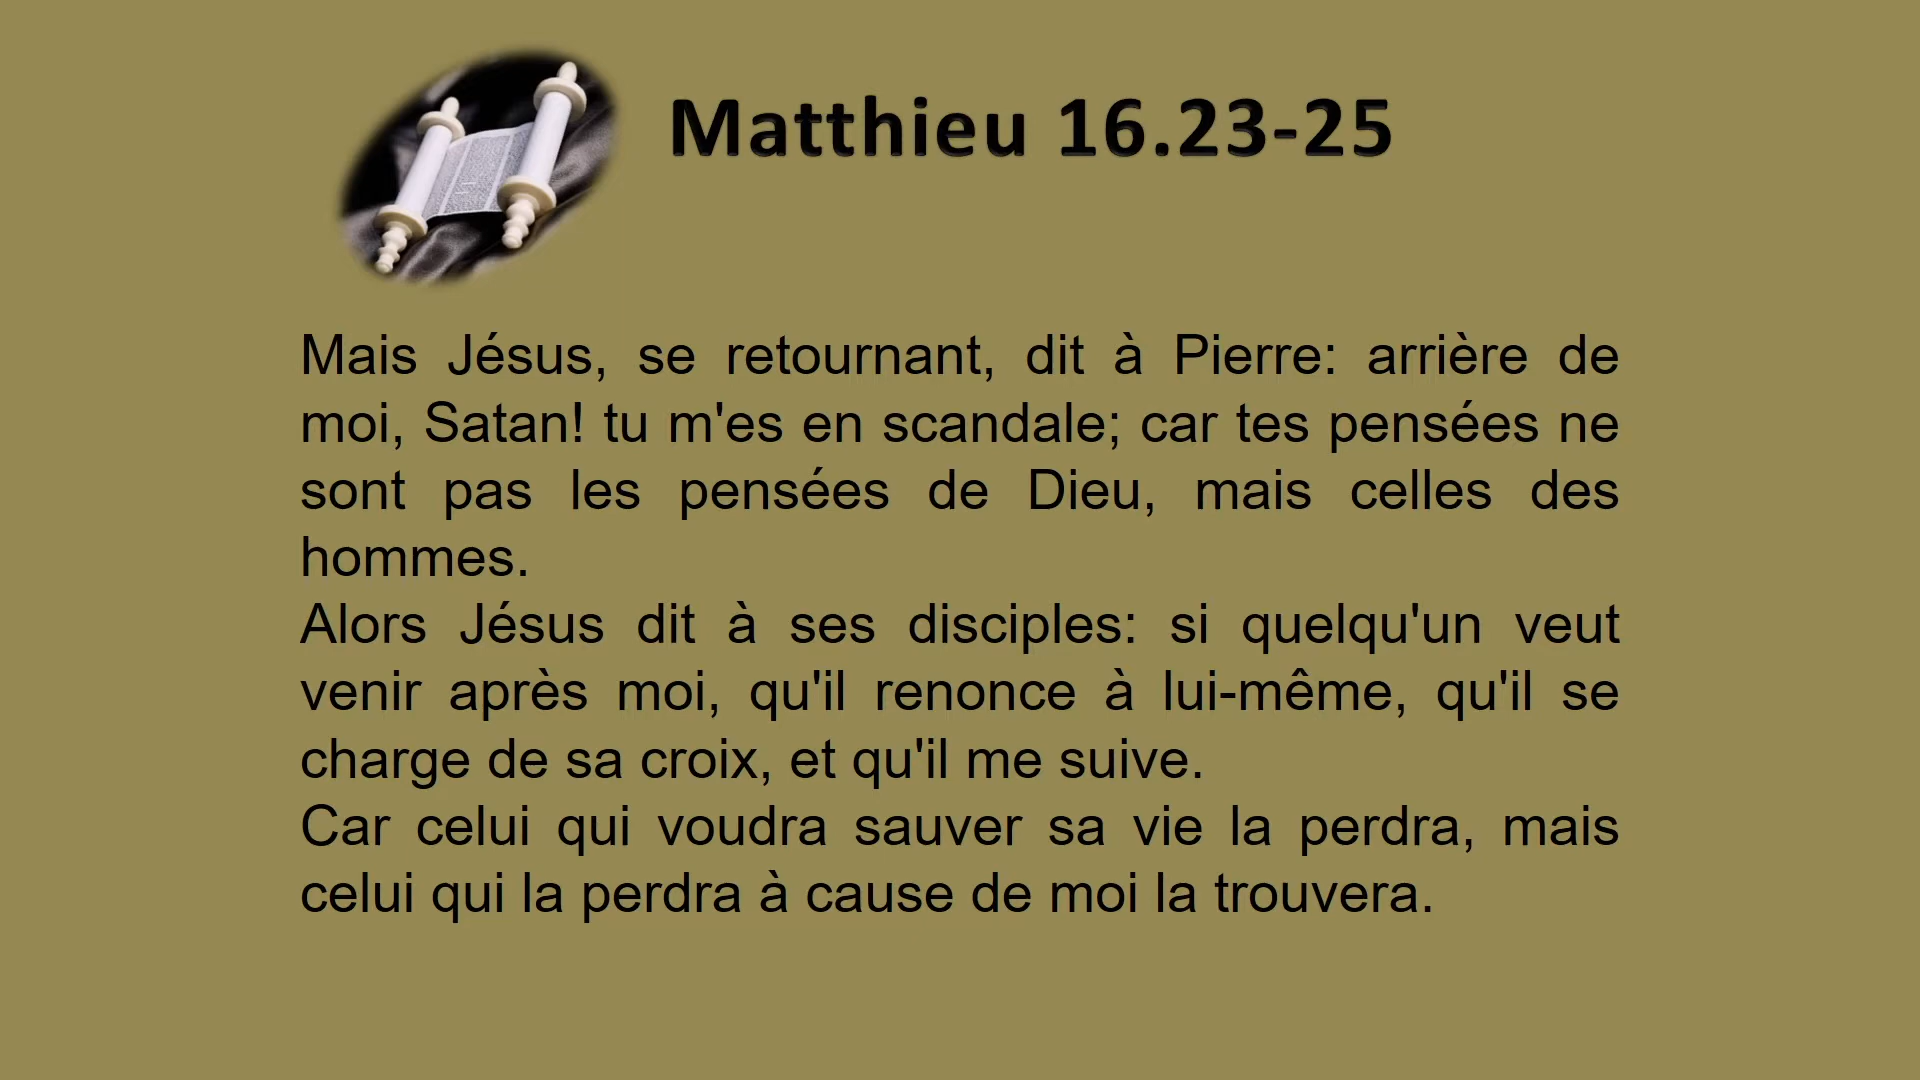 Matthieu 16.23-25
Mais Jésus, se retournant, dit à Pierre: arrière de
moi, Satan! tu m'es en scandale; car tes pensées ne
sont pas les pensées de Dieu, mais celles des
hommes.
Alors Jésus dit à ses disciples: si quelqu'un veut
venir après moi, qu'il renonce à lui-même, qu'il se
charge de sa croix, et qu'il me suive.
Car celui qui voudra sauver sa vie la perdra, mais
celui qui la perdra à cause de moi la trouvera.